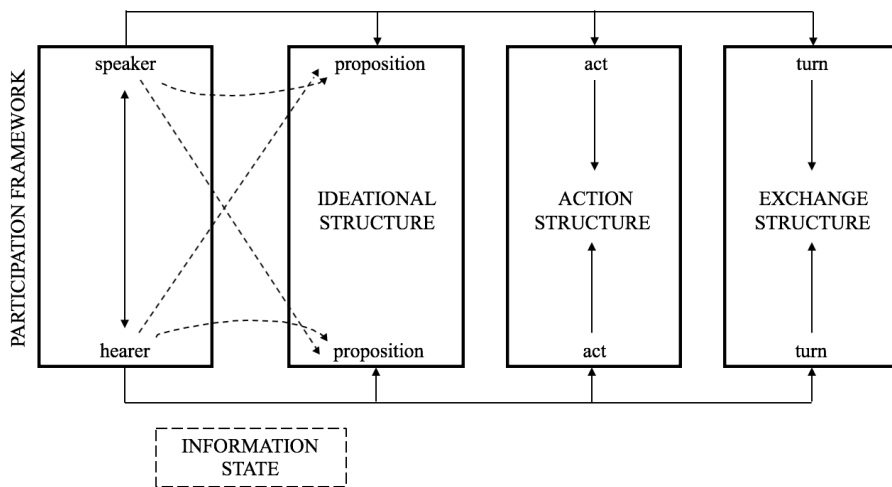 PARTICIPATION FRAMEWORK
speaker
hearer
proposition
IDEATIONAL
STRUCTURE
proposition
act
ACTION
STRUCTURE
act
turn
EXCHANGE
STRUCTURE
turn
INFORMATION
STATE